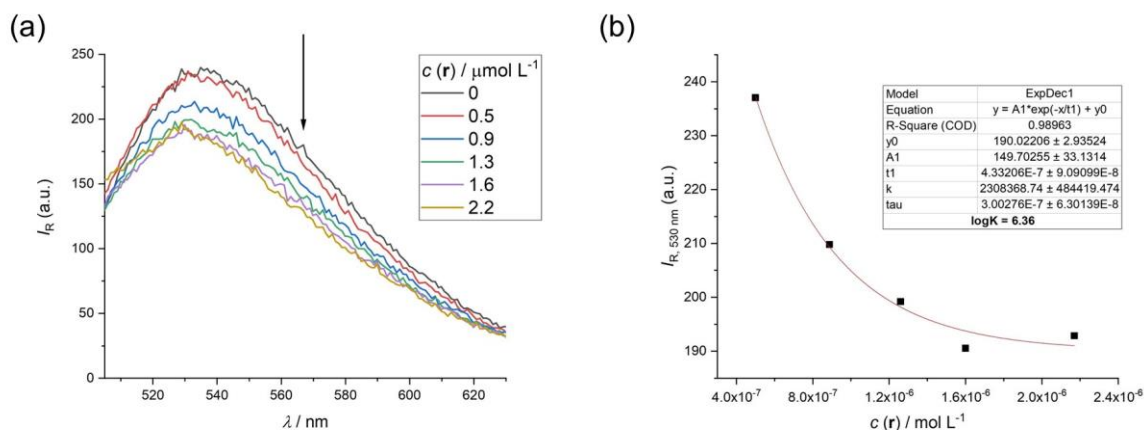 (a)
250
200
150
100
50
0
I_R (a.u.)
520 540 560 580 600 620
λ / nm
c (r) / μmol L⁻¹
0
0.5
0.9
1.3
1.6
2.2
(b)
240
230
220
210
200
190
I_R, 530 nm (a.u.)
4.0x10⁻⁷ 8.0x10⁻⁷ 1.2x10⁻⁶ 1.6x10⁻⁶ 2.0x10⁻⁶ 2.4x10⁻⁶
c (r) / mol L⁻¹
Model ExpDec1
Equation y = A1*exp(-x/t1) + y0
R-Square (COD) 0.98963
y0 190.02206 ± 2.93524
A1 149.70255 ± 33.1314
t1 4.33206E-7 ± 9.09099E-8
k 2308368.74 ± 484419.474
tau 3.00276E-7 ± 6.30139E-8
logK = 6.36